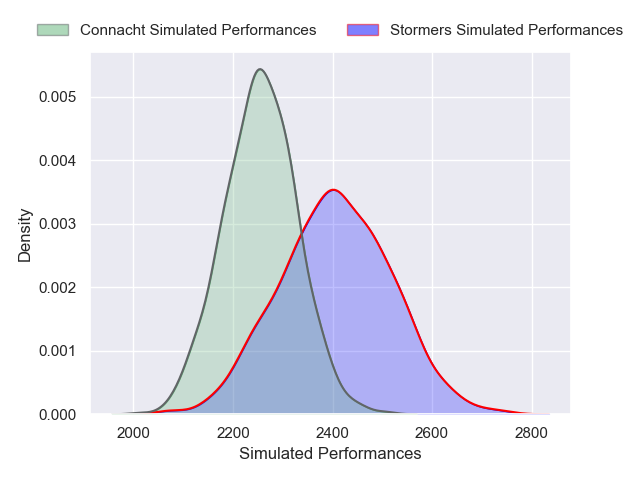 Connacht Simulated Performances
Stormers Simulated Performances
0.005
0.004
0.003
0.002
0.001
0.000
Density
2000
2200
2400
2600
2800
Simulated Performances